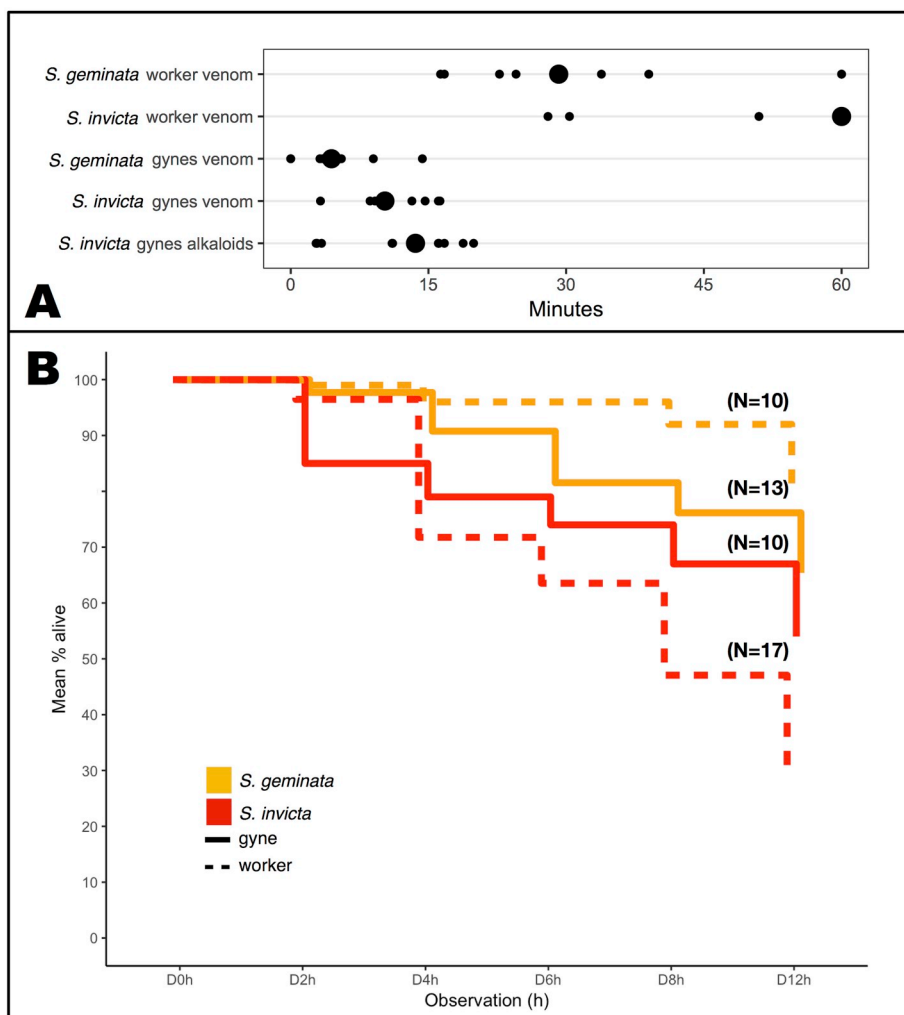 S. geminata worker venom
S. invicta worker venom
S. geminata gynes venom
S. invicta gynes venom
S. invicta gynes alkaloids
0 15 30 45 60
Minutes
A
B
100
90
70
60
50
40
30
20
10
0
Mean % alive
(N=10)
(N=13)
(N=10)
(N=17)
S. geminata
S. invicta
gyne
worker
D0h D2h D4h D6h D8h D12h
Observation (h)